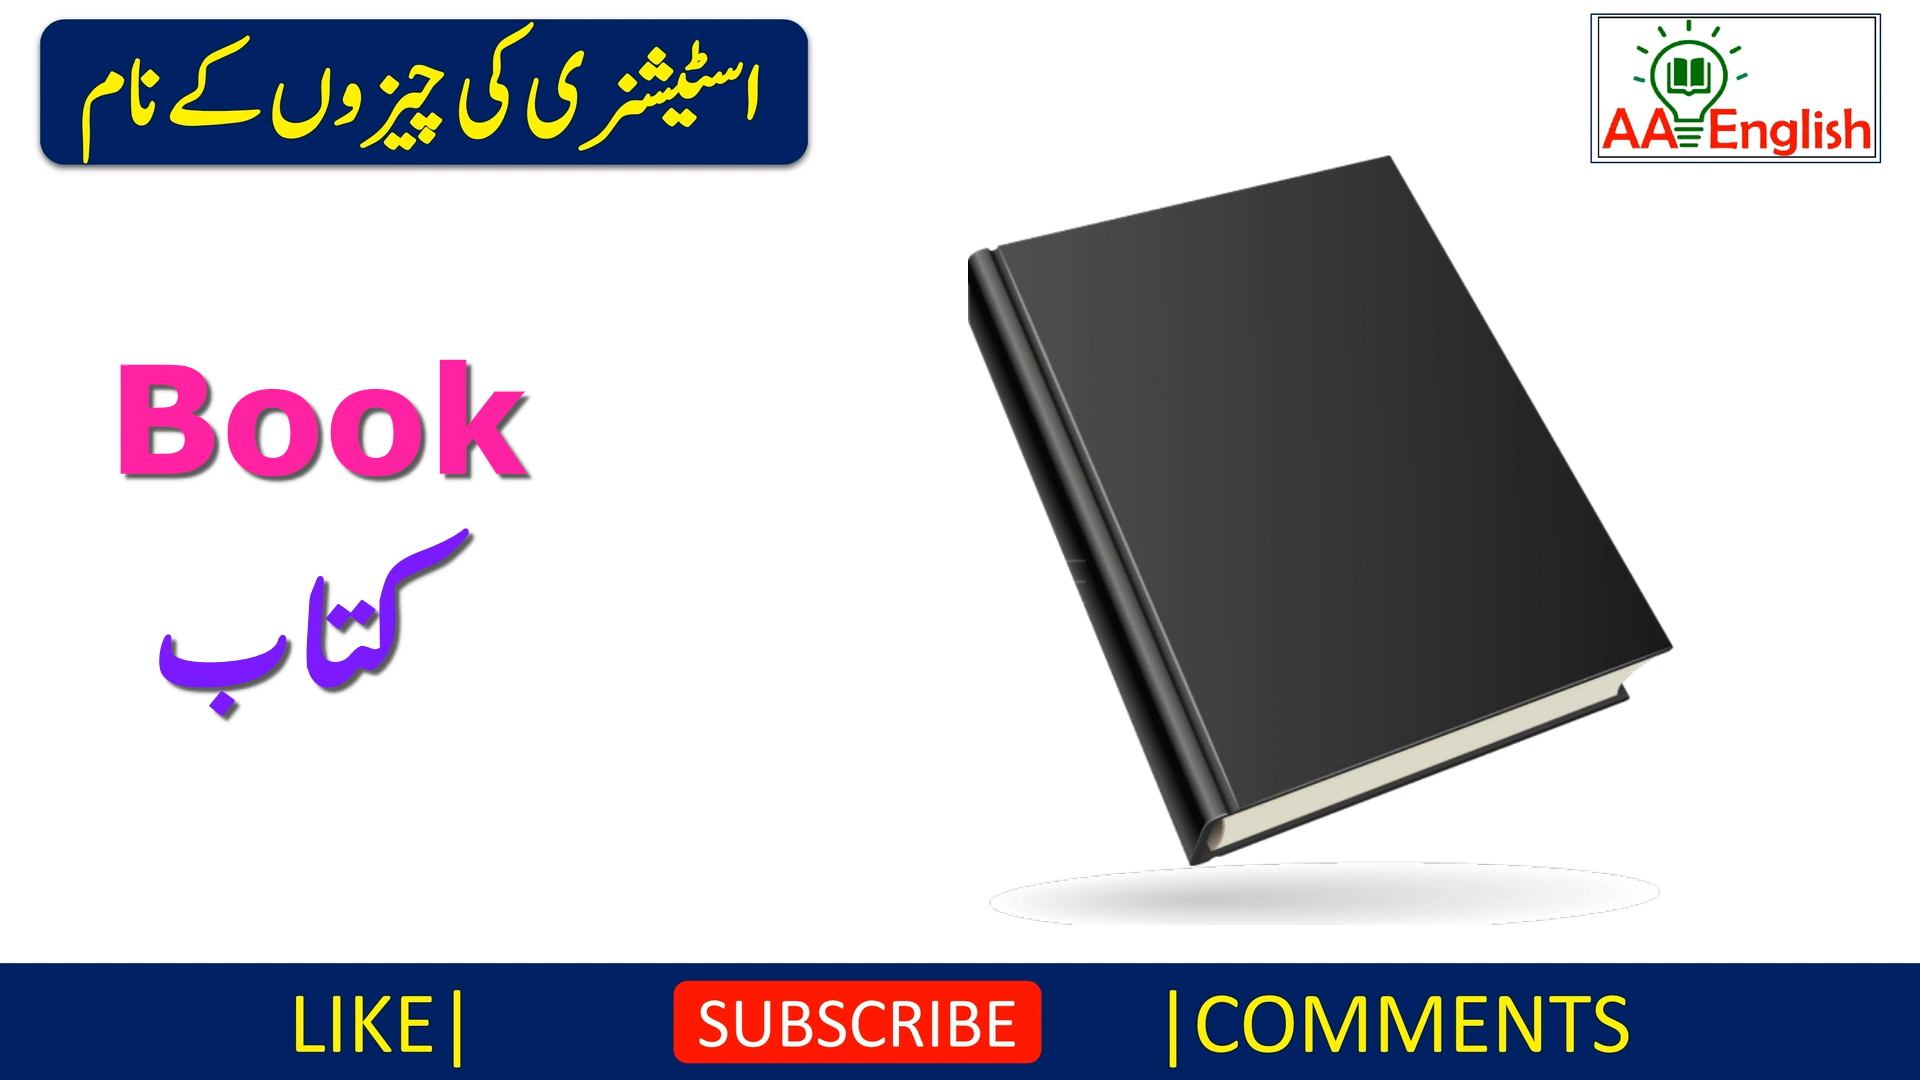 اسٹیشنری کی چیزوں کے نام
AA English
Book
کتاب
LIKE| SUBSCRIBE |COMMENTS